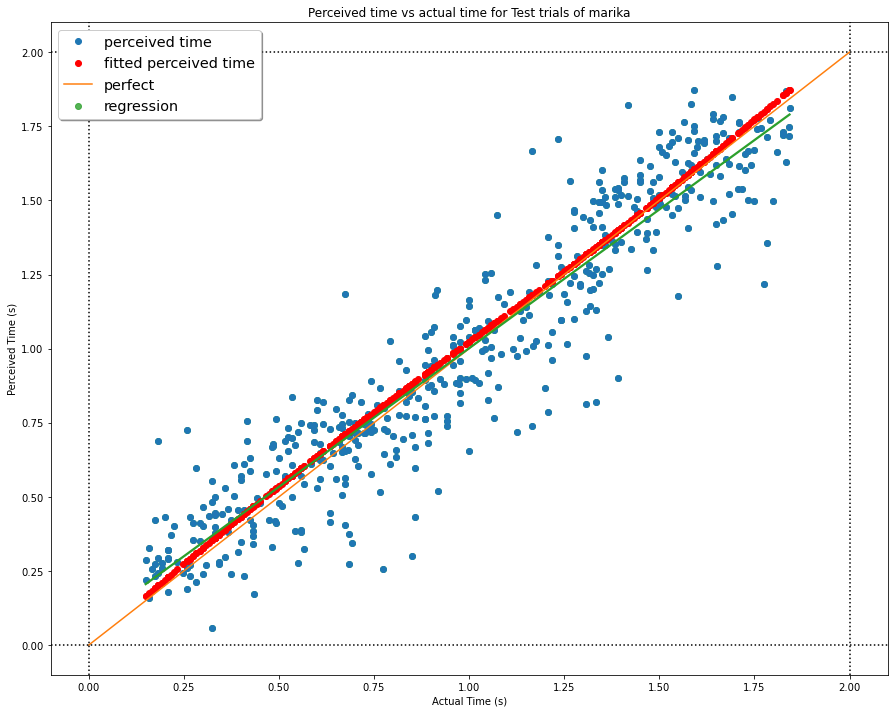 Perceived time vs actual time for Test trials of marika
perceived time
fitted perceived time
perfect
regression
2.00
1.75
1.50
1.25
1.00
0.75
0.50
0.25
0.00
Perceived Time (s)
0.00 0.25 0.50 0.75 1.00 1.25 1.50 1.75 2.00
Actual Time (s)